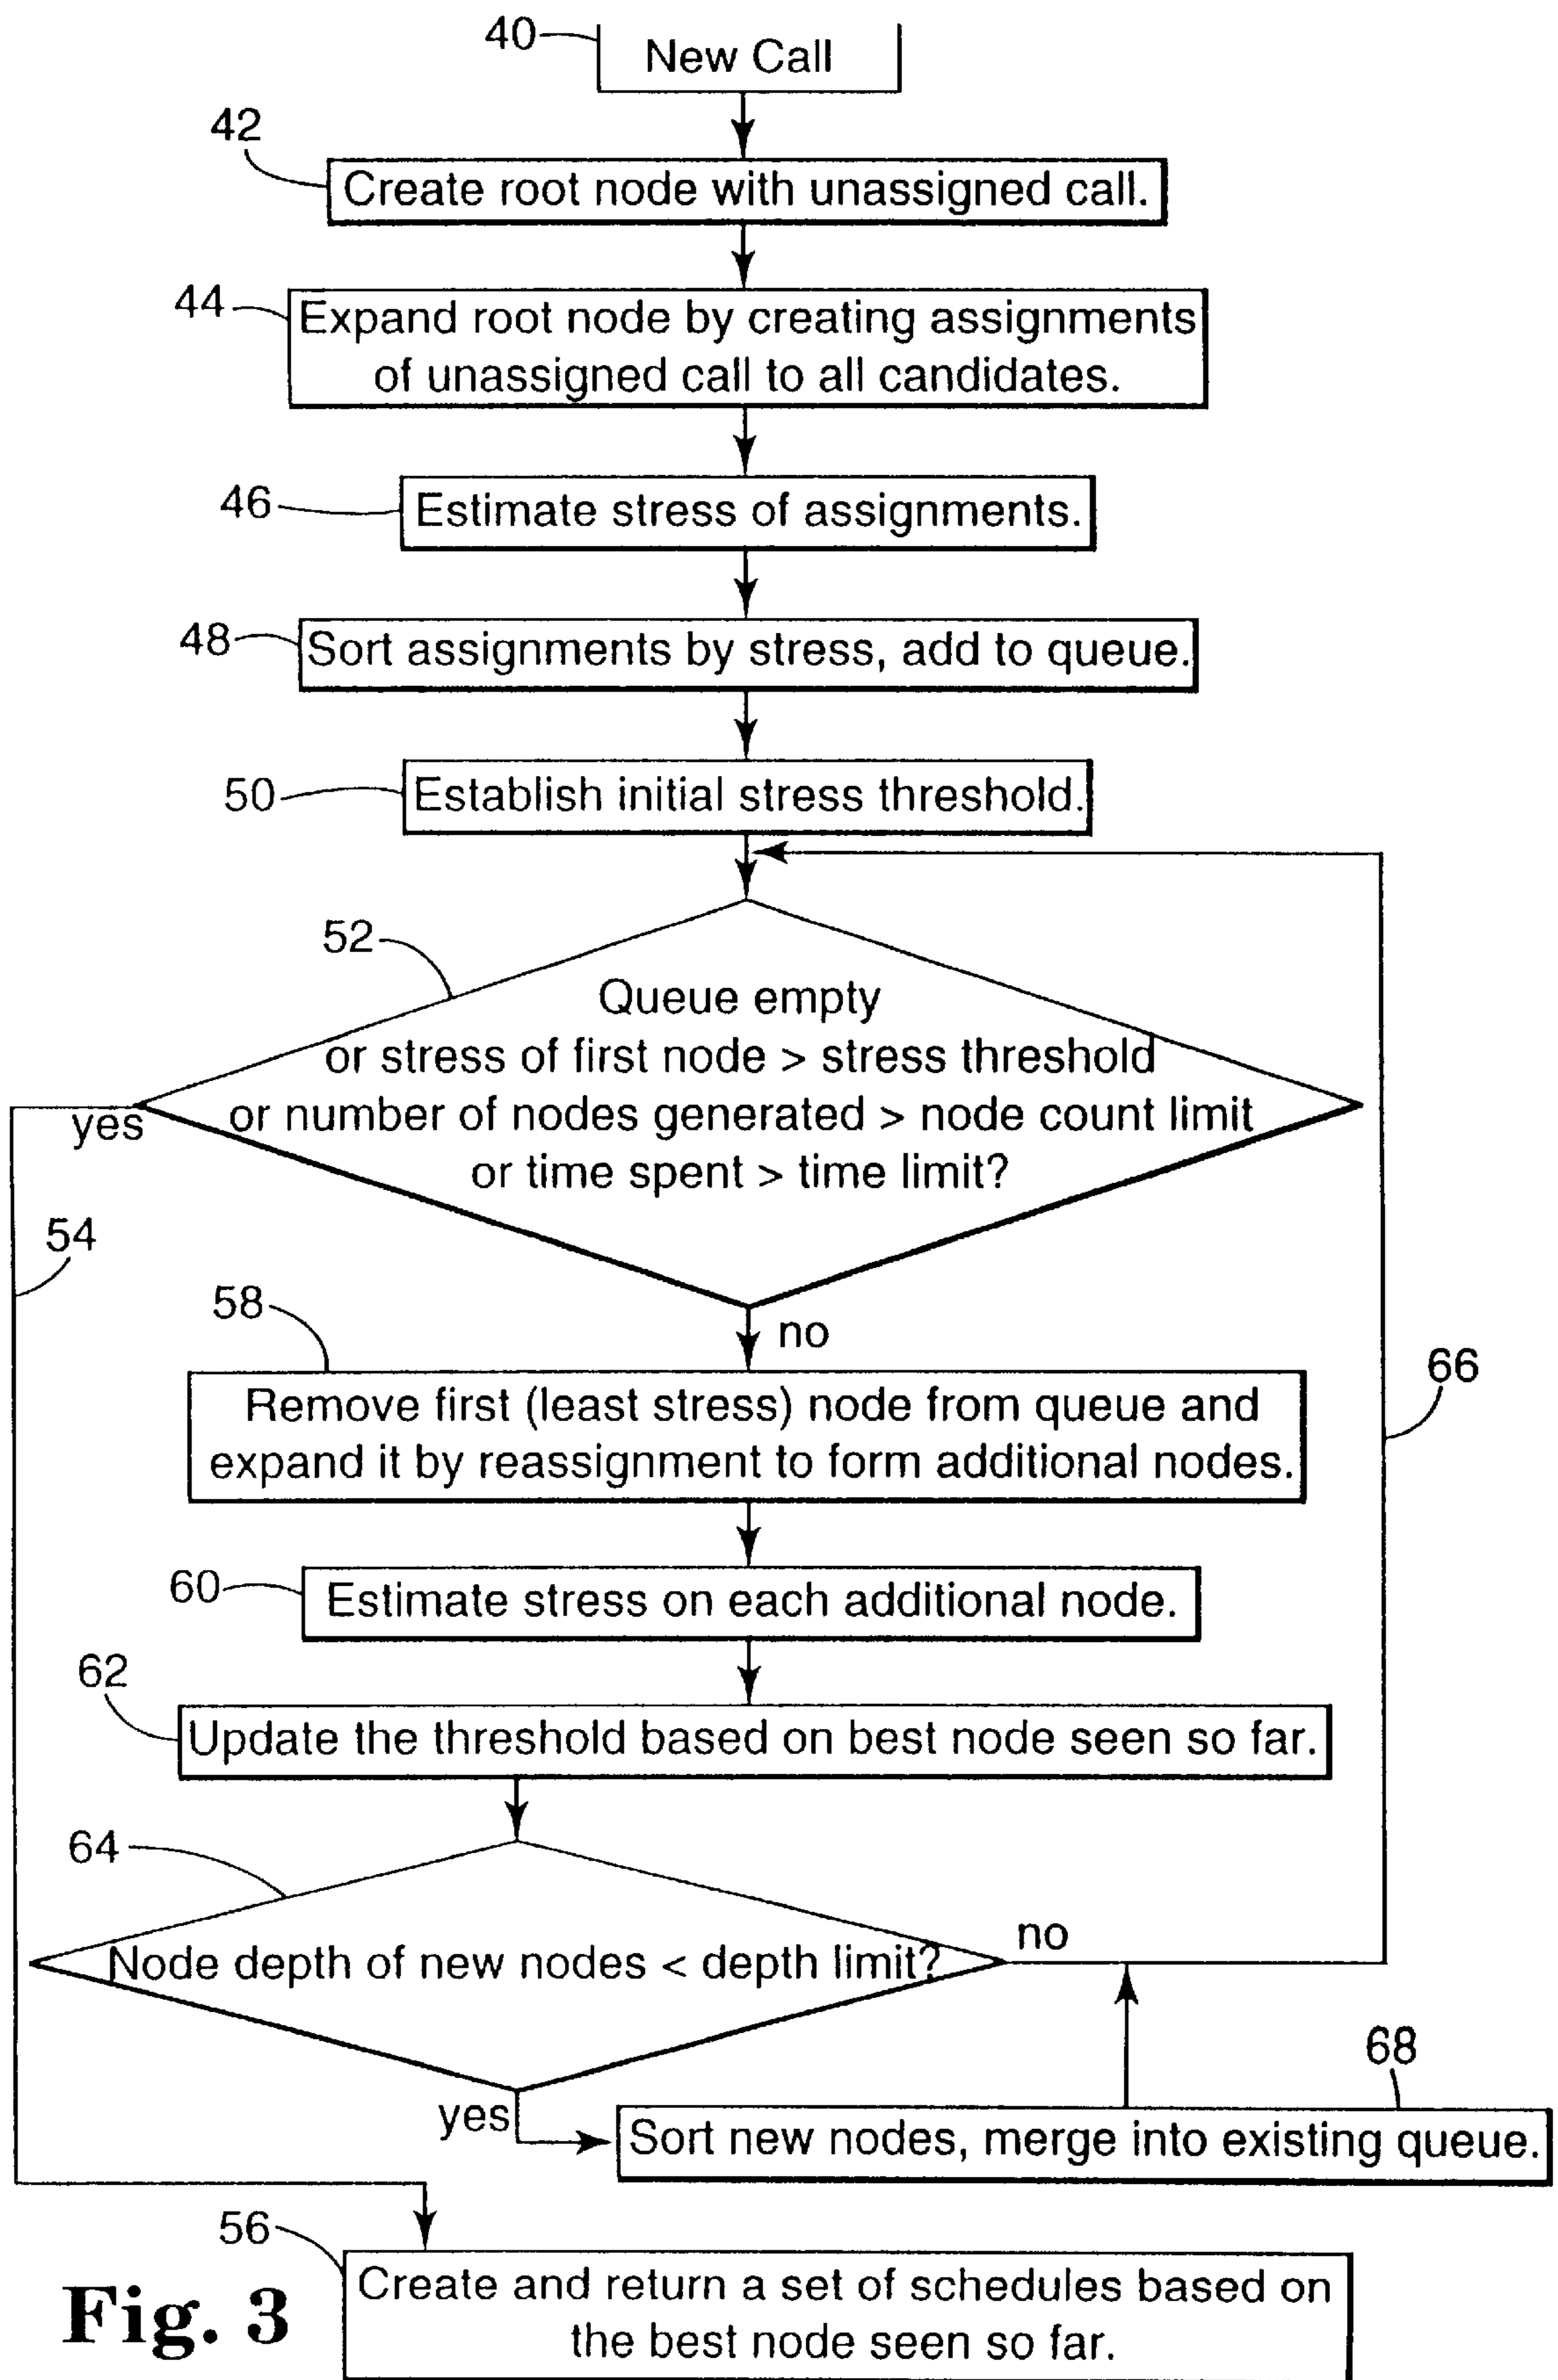 40
New Call
42
Create root node with unassigned call.
44
Expand root node by creating assignments
of unassigned call to all candidates.
46
Estimate stress of assignments.
48
Sort assignments by stress, add to queue.
50
Establish initial stress threshold.
52
Queue empty
or stress of first node > stress threshold
or number of nodes generated > node count limit
or time spent > time limit?
yes
54
58
no
66
Remove first (least stress) node from queue and
expand it by reassignment to form additional nodes.
60
Estimate stress on each additional node.
62
Update the threshold based on best node seen so far.
64
no
Node depth of new nodes < depth limit?
68
yes
Sort new nodes, merge into existing queue.
56
Create and return a set of schedules based on
the best node seen so far.
Fig. 3